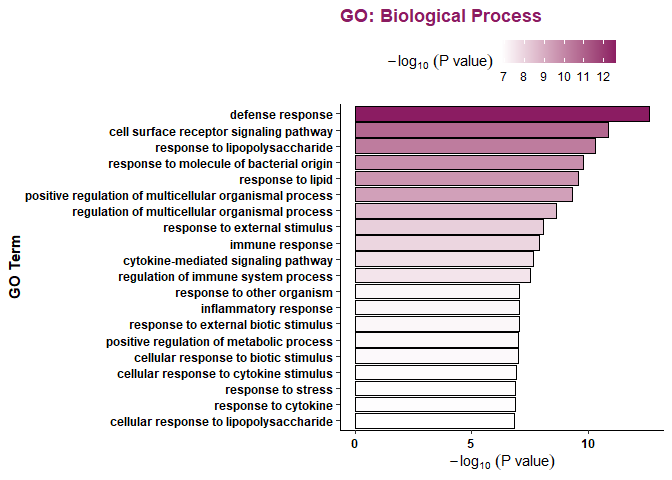 GO: Biological Process
−log10 (P value)
7 8 9 10 11 12
defense response
cell surface receptor signaling pathway
response to lipopolysaccharide
response to molecule of bacterial origin
response to lipid
positive regulation of multicellular organismal process
regulation of multicellular organismal process
response to external stimulus
immune response
cytokine-mediated signaling pathway
regulation of immune system process
response to other organism
inflammatory response
response to external biotic stimulus
positive regulation of metabolic process
cellular response to biotic stimulus
cellular response to cytokine stimulus
response to stress
response to cytokine
cellular response to lipopolysaccharide
GO Term
0 5 10
−log10 (P value)